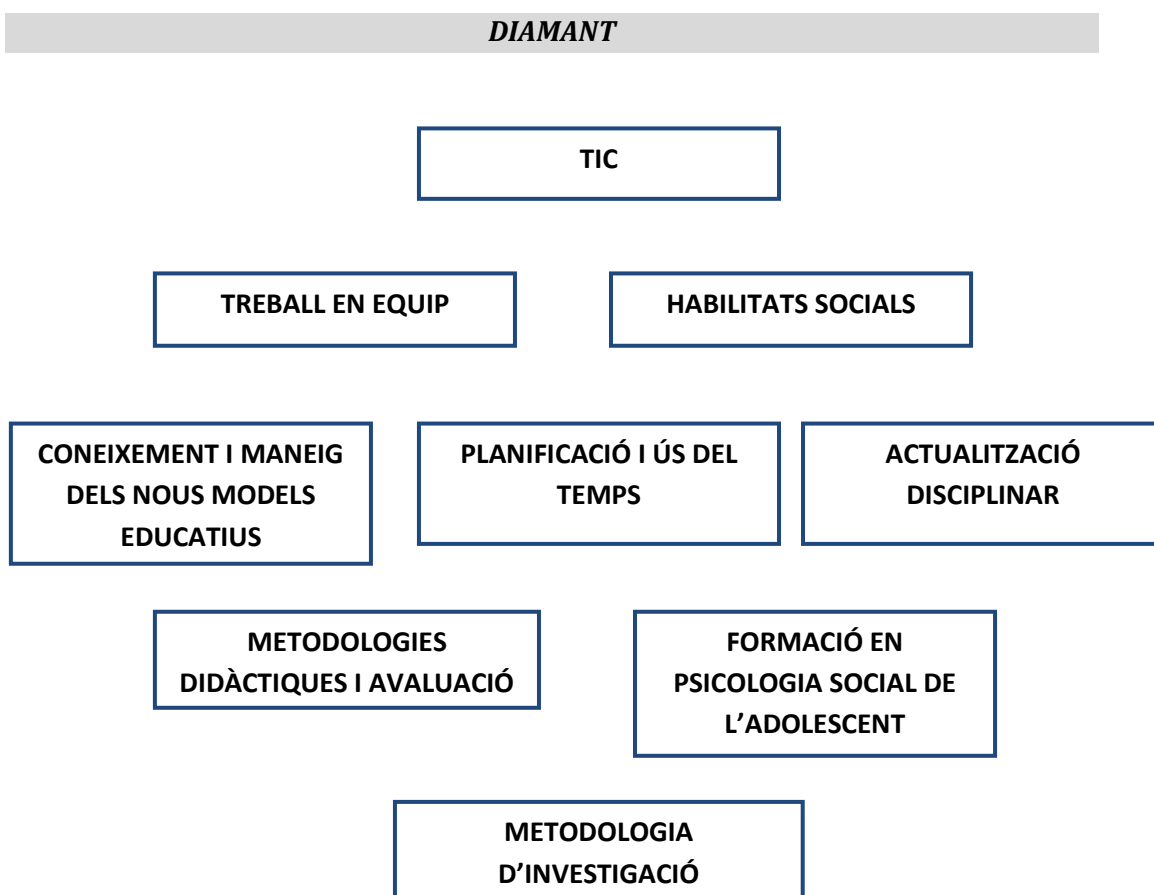 DIAMANT
TIC
TREBALL EN EQUIP
HABILITATS SOCIALS
CONEIXEMENT I MANEIG
DELS NOUS MODELS
EDUCATIUS
PLANIFICACIÓ I ÚS DEL
TEMPS
ACTUALITZACIÓ
DISCIPLINAR
METODOLOGIES
DIDÀCTIQUES I AVALUACIÓ
FORMACIÓ EN
PSICOLOGIA SOCIAL DE
L’ADOLESCENT
METODOLOGIA
D’INVESTIGACIÓ